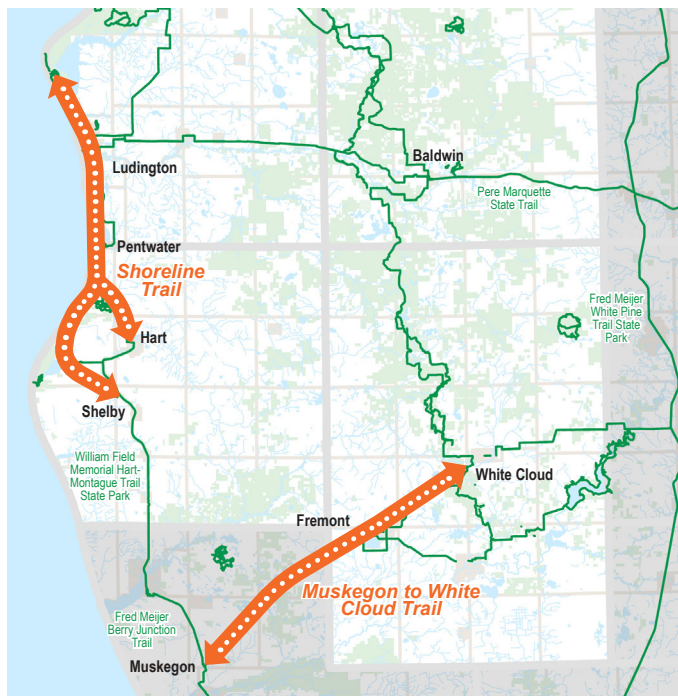 Ludington
Baldwin
Pere Marquette
State Trail
Pentwater
Shoreline
Trail
Hart
Fred Meijer
White Pine
Trail State
Park
Shelby
William Field
Memorial Hart-
Montague Trail
State Park
White Cloud
Fremont
Muskegon to White
Cloud Trail
Fred Meijer
Berry Junction
Trail
Muskegon